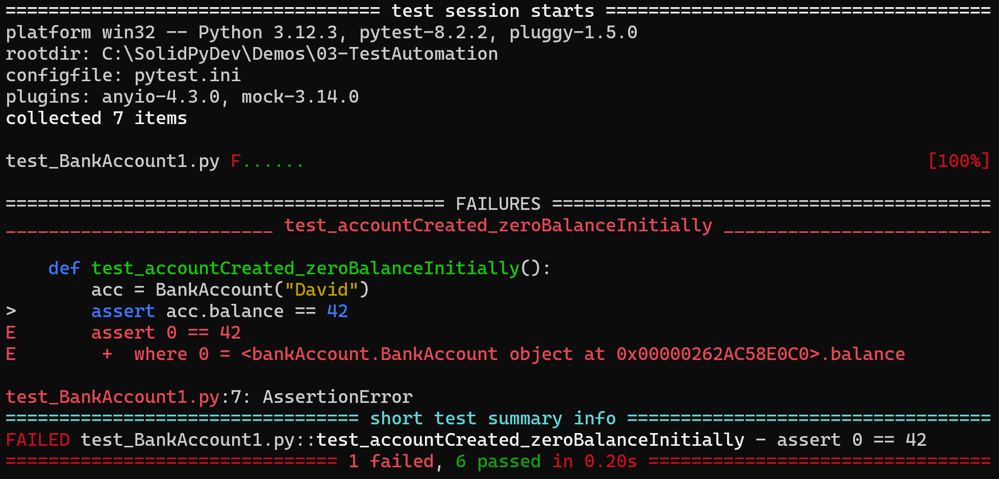 =================================== test session starts ====================================
platform win32 -- Python 3.12.3, pytest-8.2.2, pluggy-1.5.0
rootdir: C:\SolidPyDev\Demos\03-TestAutomation
configfile: pytest.ini
plugins: anyio-4.3.0, mock-3.14.0
collected 7 items
test_BankAccount1.py F...... [100%]
========================================= FAILURES =========================================
_________________________ test_accountCreated_zeroBalanceInitially _________________________
    def test_accountCreated_zeroBalanceInitially():
        acc = BankAccount("David")
>       assert acc.balance == 42
E       assert 0 == 42
E        +  where 0 = <bankAccount.BankAccount object at 0x00000262AC58E0C0>.balance
test_BankAccount1.py:7: AssertionError
================================= short test summary info ==================================
FAILED test_BankAccount1.py::test_accountCreated_zeroBalanceInitially - assert 0 == 42
=============================== 1 failed, 6 passed in 0.20s ================================